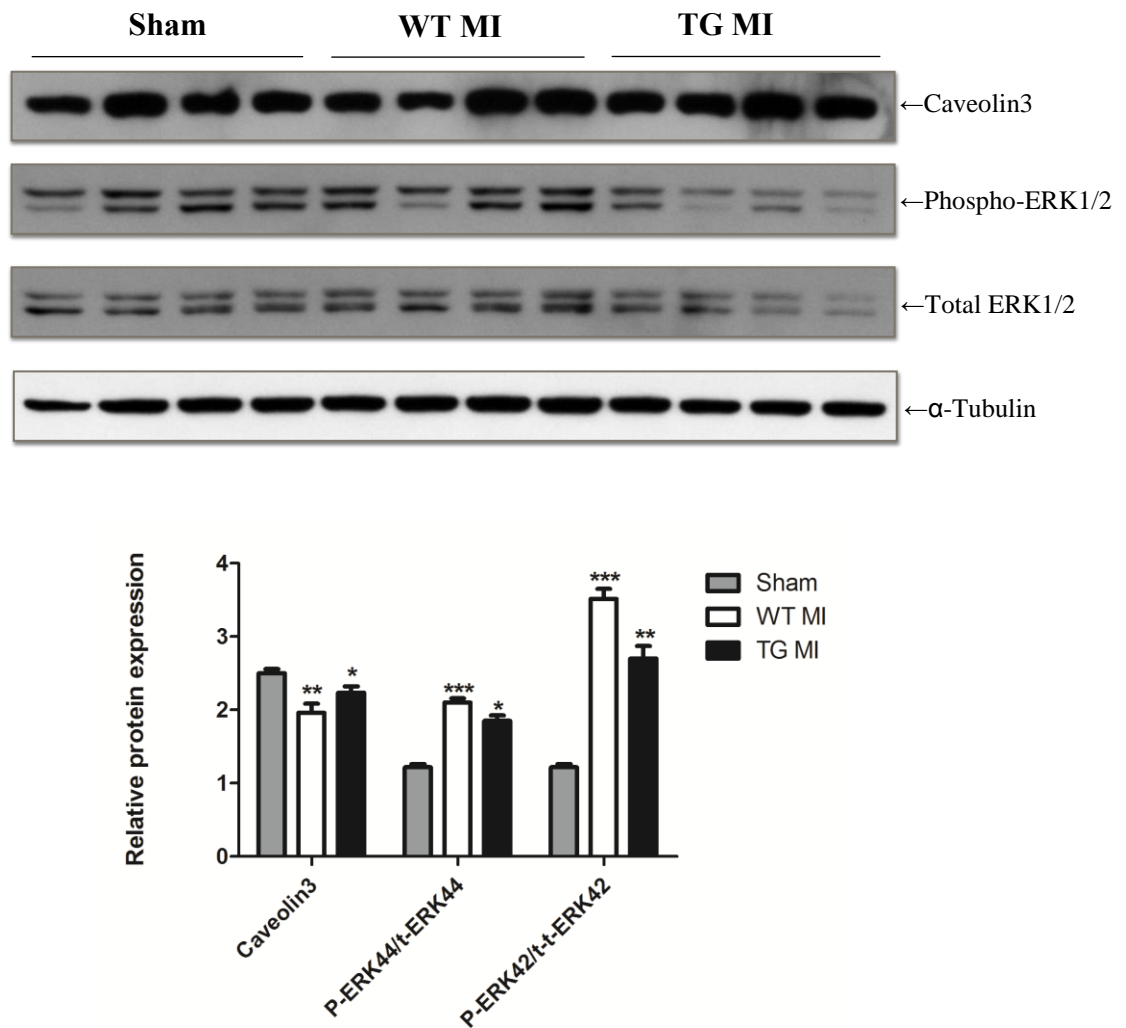 Sham WT MI TG MI
←Caveolin3
←Phospho-ERK1/2
←Total ERK1/2
←α-Tubulin
Relative protein expression
4
3
2
1
0
** *
*** *
*** **
Sham
WT MI
TG MI
Caveolin3
P-ERK44/t-ERK44
P-ERK42/t-t-ERK42